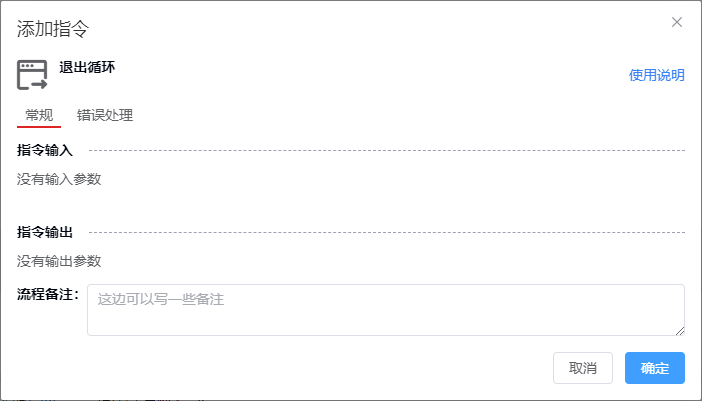 添加指令
退出循环
使用说明
常规 错误处理
指令输入
没有输入参数
指令输出
没有输出参数
流程备注：
这边可以写一些备注
取消 确定